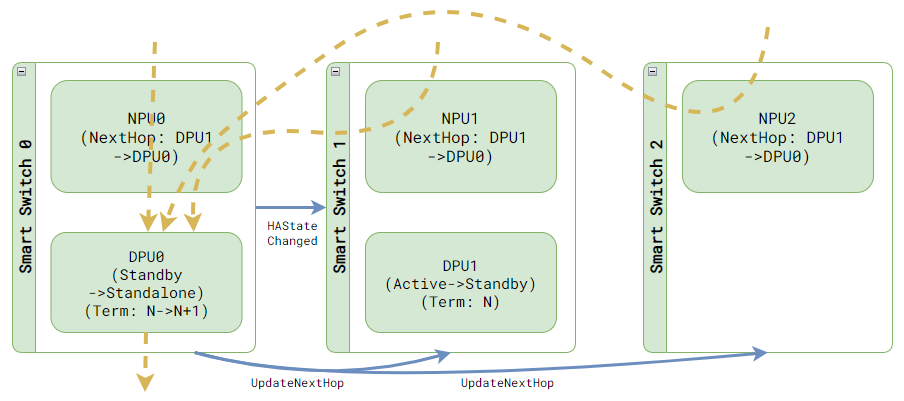 Smart Switch 0
NPU0
(NextHop: DPU1
->DPU0)
DPU0
(Standby
->Standalone)
(Term: N->N+1)
HAState
Changed
Smart Switch 1
NPU1
(NextHop: DPU1
->DPU0)
DPU1
(Active->Standby)
(Term: N)
Smart Switch 2
NPU2
(NextHop: DPU1
->DPU0)
UpdateNextHop
UpdateNextHop